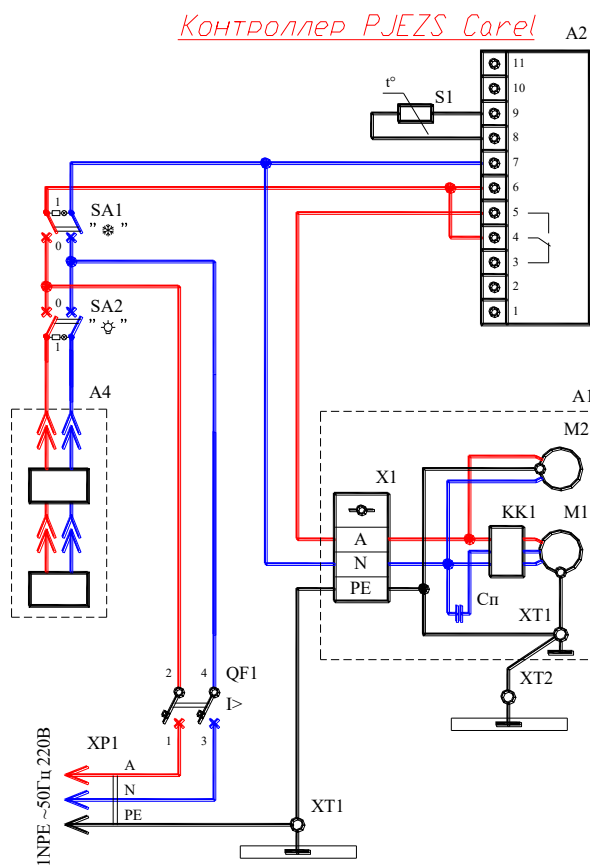 Контроллер PJEZS Carel
A2
11
10
t°
S1
9
8
7
6
5
4
3
2
1
1
SA1
" ❄ "
0
0
SA2
" "
1
A4
A1
M2
X1
KK1
M1
A
N
PE
Сп
XT1
XT2
2
4
QF1
I>
1
3
XP1
A
N
PE
1NPE ~50Гц 220В
XT1